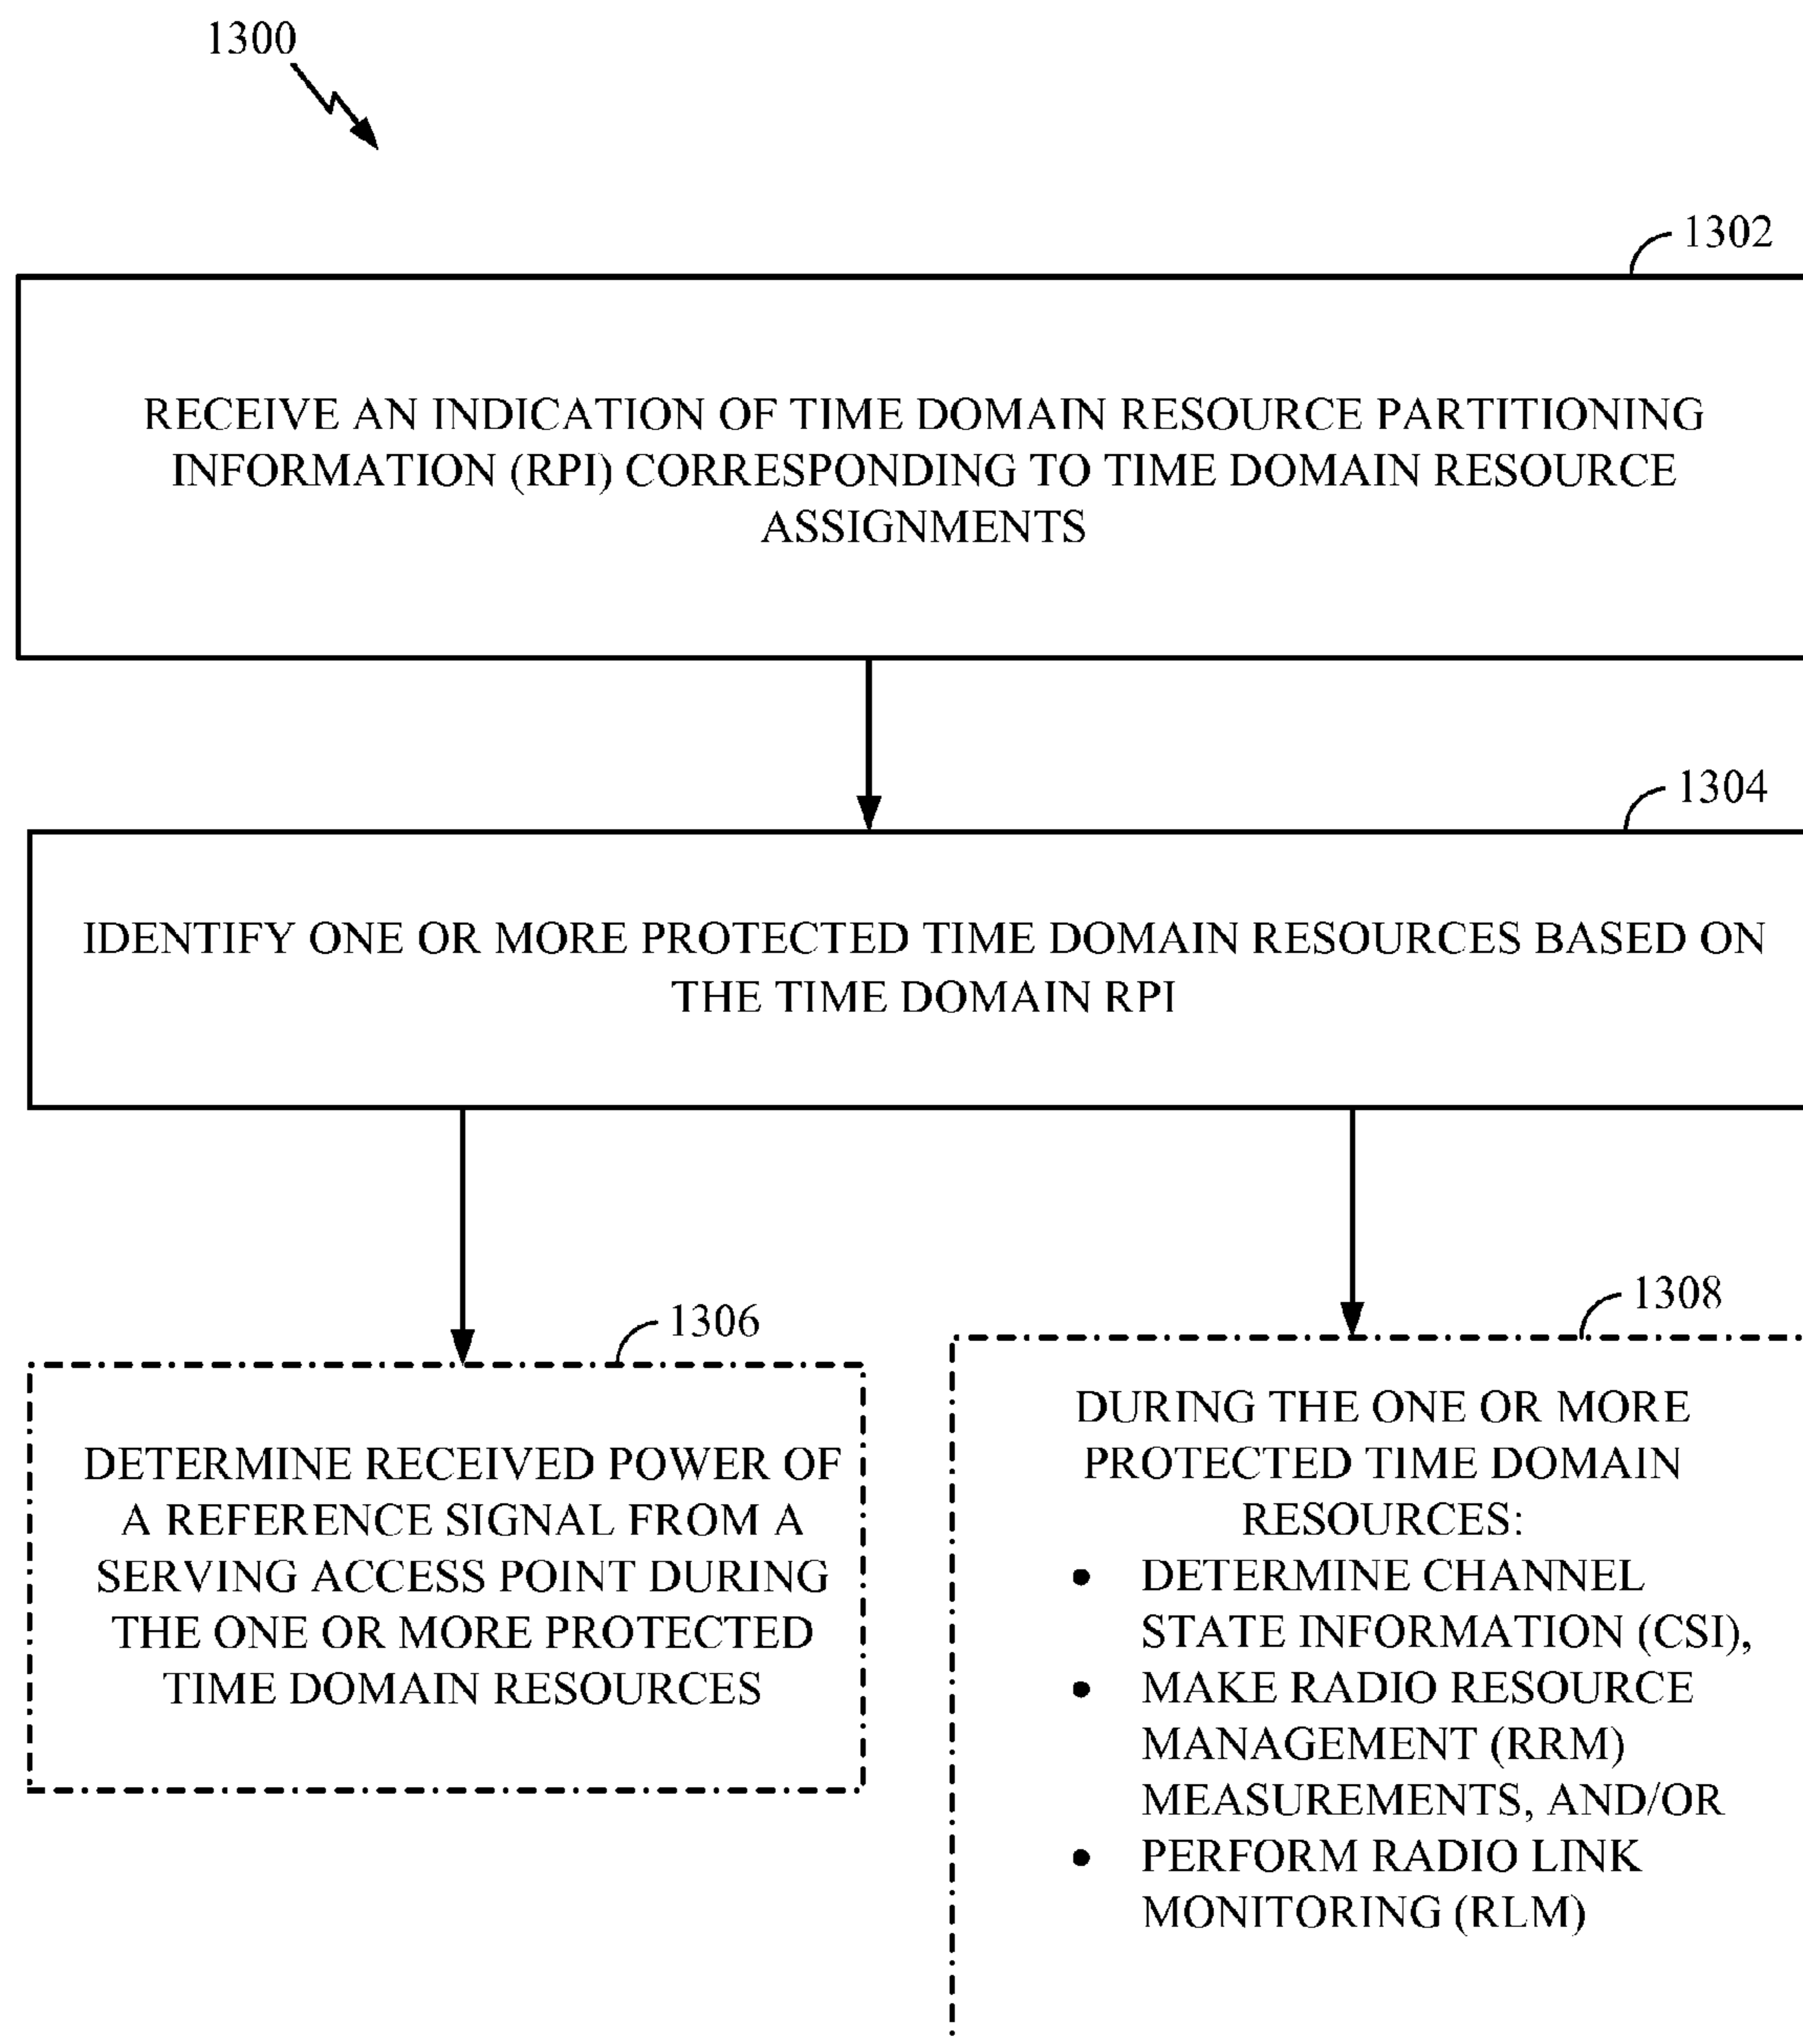 1300
1302
RECEIVE AN INDICATION OF TIME DOMAIN RESOURCE PARTITIONING
INFORMATION (RPI) CORRESPONDING TO TIME DOMAIN RESOURCE
ASSIGNMENTS
1304
IDENTIFY ONE OR MORE PROTECTED TIME DOMAIN RESOURCES BASED ON
THE TIME DOMAIN RPI
1306
DETERMINE RECEIVED POWER OF
A REFERENCE SIGNAL FROM A
SERVING ACCESS POINT DURING
THE ONE OR MORE PROTECTED
TIME DOMAIN RESOURCES
1308
DURING THE ONE OR MORE
PROTECTED TIME DOMAIN
RESOURCES:
• DETERMINE CHANNEL
STATE INFORMATION (CSI),
• MAKE RADIO RESOURCE
MANAGEMENT (RRM)
MEASUREMENTS, AND/OR
• PERFORM RADIO LINK
MONITORING (RLM)